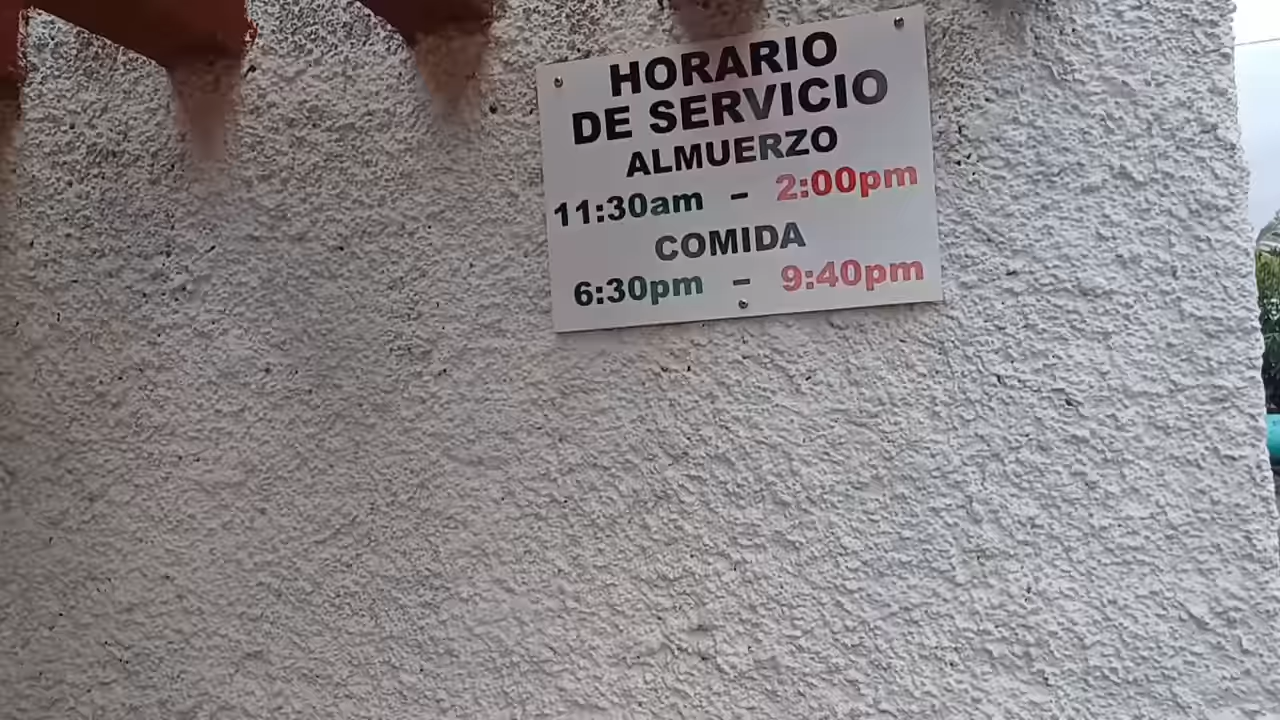 HORARIO
DE SERVICIO
ALMUERZO
11:30am - 2:00pm
COMIDA
6:30pm - 9:40pm